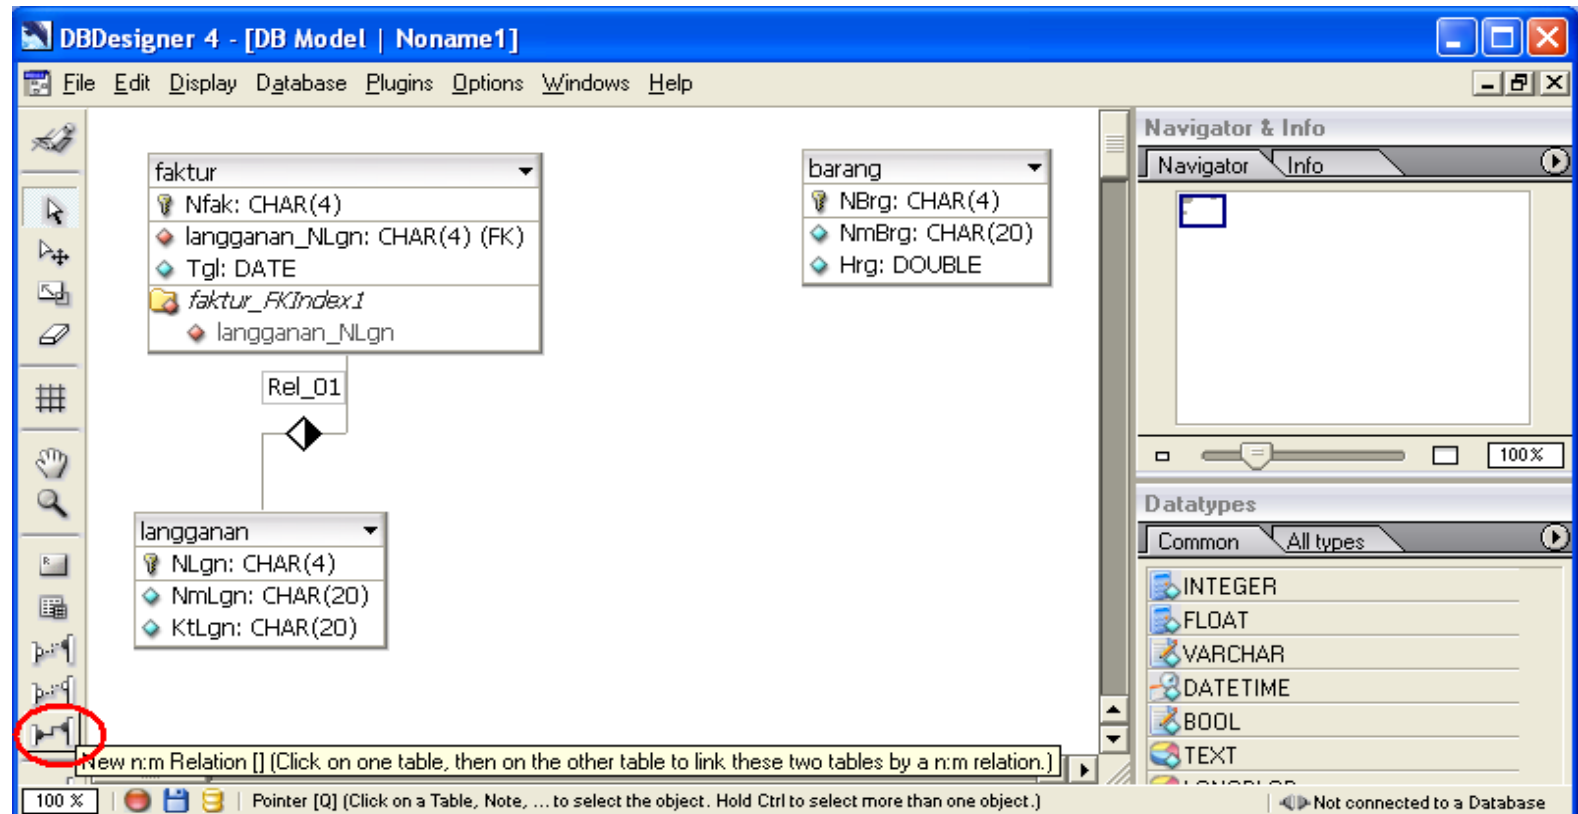 DBDesigner 4 - [DB Model | Noname1]
File Edit Display Database Plugins Options Windows Help
faktur
Nfak: CHAR(4)
langganan_NLgn: CHAR(4) (FK)
Tgl: DATE
faktur_FKIndex1
langganan_NLgn
Rel_01
langganan
NLgn: CHAR(4)
NmLgn: CHAR(20)
KtLgn: CHAR(20)
barang
NBrg: CHAR(4)
NmBrg: CHAR(20)
Hrg: DOUBLE
Navigator & Info
Navigator Info
100%
Datatypes
Common All types
INTEGER
FLOAT
VARCHAR
DATETIME
BOOL
TEXT
R
New n:m Relation [] (Click on one table, then on the other table to link these two tables by a n:m relation.)
100 % Pointer [Q] (Click on a Table, Note, ... to select the object. Hold Ctrl to select more than one object.) Not connected to a Database